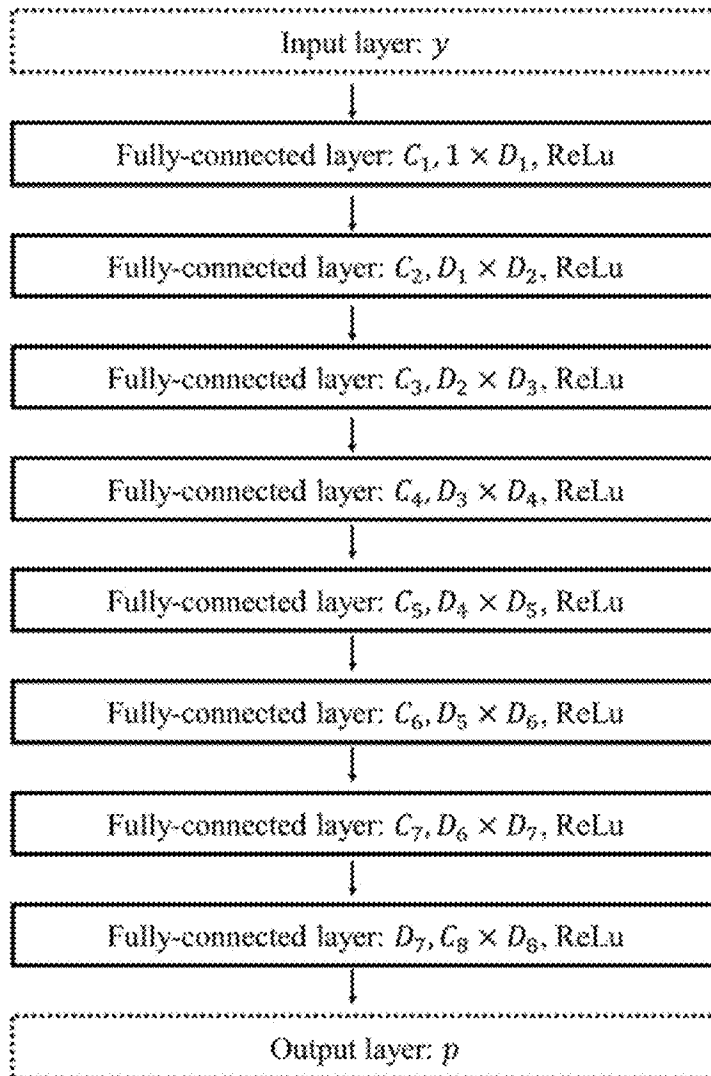 Input layer: y
Fully-connected layer: C₁, 1 × D₁, ReLu
Fully-connected layer: C₂, D₁ × D₂, ReLu
Fully-connected layer: C₃, D₂ × D₃, ReLu
Fully-connected layer: C₄, D₃ × D₄, ReLu
Fully-connected layer: C₅, D₄ × D₅, ReLu
Fully-connected layer: C₆, D₅ × D₆, ReLu
Fully-connected layer: C₇, D₆ × D₇, ReLu
Fully-connected layer: D₇, C₈ × D₈, ReLu
Output layer: p